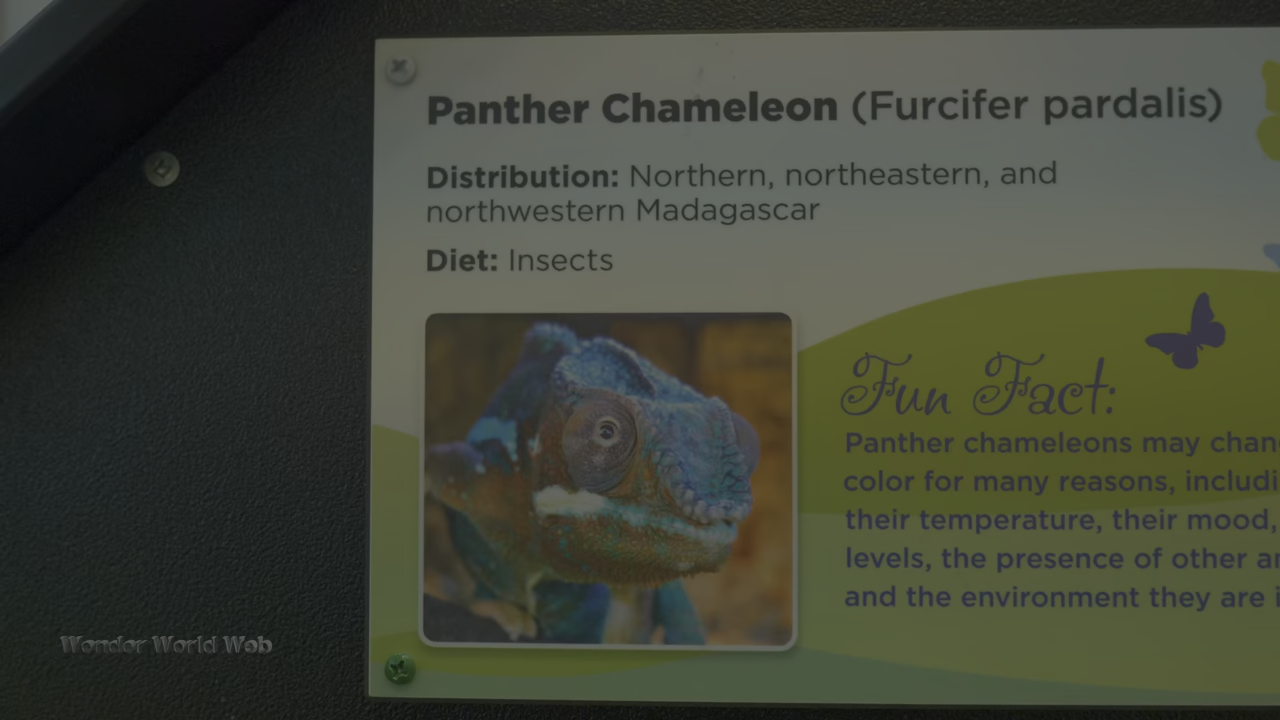 Panther Chameleon (Furcifer pardalis)
Distribution: Northern, northeastern, and
northwestern Madagascar
Diet: Insects
Fun Fact:
Panther chameleons may
color for many reasons,
their temperature, their mood,
levels, the presence of other
and the environment they are
Wonder World Web